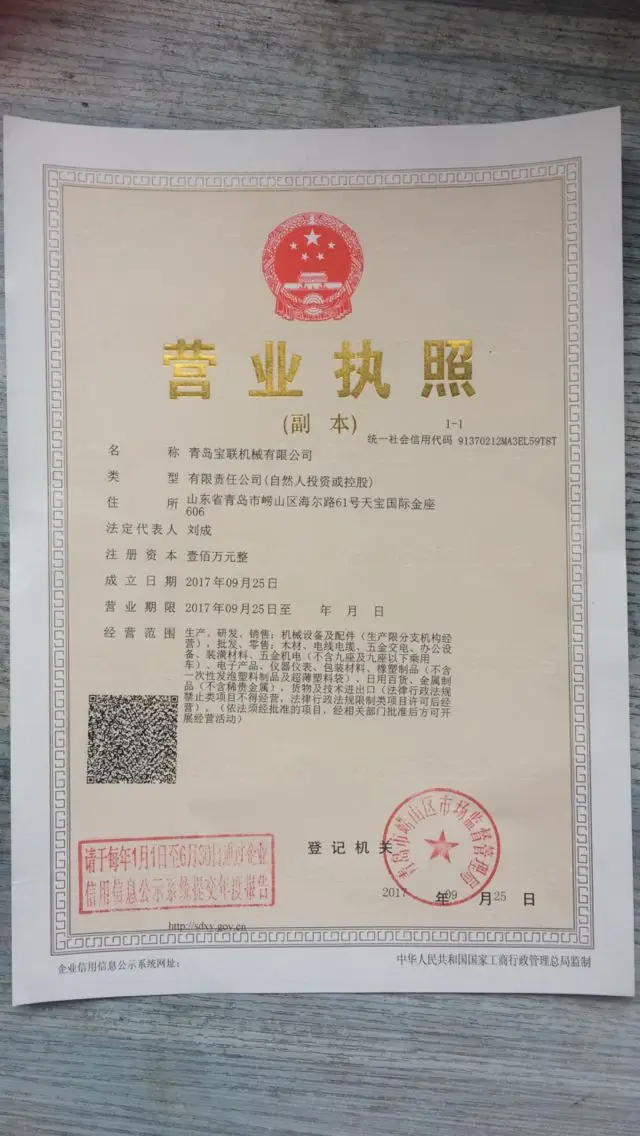 营业执照
(副 本)
1-1
统一社会信用代码 91370212MA3EL59T8T
名 称 青岛宝联机械有限公司
类 型 有限责任公司(自然人投资或控股)
住 所 山东省青岛市崂山区海尔路61号天宝国际金座
606
法定代表人 刘成
注册资本 壹佰万元整
成立日期 2017年09月25日
营业期限 2017年09月25日至 年 月 日
经营范围 生产、研发、销售：机械设备及配件（生产限分支机构经
营），批发、零售：木材、电线电缆、五金交电、办公设
备、装潢材料、五金机电（不含九座及九座以下乘用
车）、电子产品、仪器仪表、包装材料、橡塑制品（不含
一次性发泡塑料制品及超薄塑料袋）、日用百货、金属制
品（不含稀贵金属），货物及技术进出口（法律行政法规
禁止类项目不得经营，法律行政法规限制类项目许可后经
营）。（依法须经批准的项目，经相关部门批准后方可开
展经营活动）
登记机关
青岛市崂山区市场监督管理局
2017 年 09 月 25 日
请于每年1月1日至6月30日通过企业
信用信息公示系统提交年度报告
http://sdxy.gov.cn
企业信用信息公示系统网址：
中华人民共和国国家工商行政管理总局监制